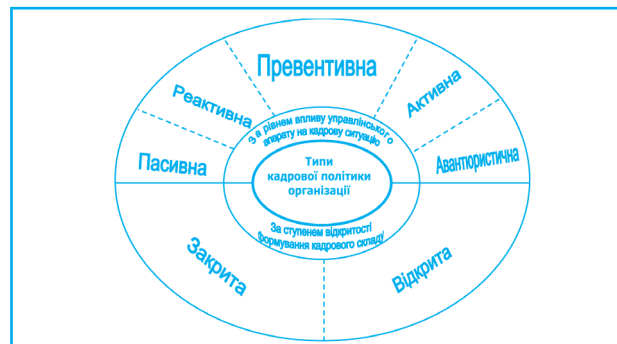 Превентивна
Реактивна
Активна
Пасивна
Авантюристична
За рівнем впливу управлінського
апарату на кадрову ситуацію
Типи
кадрової політики
організації
За ступенем відкритості
формування кадрового складу
Закрита
Відкрита